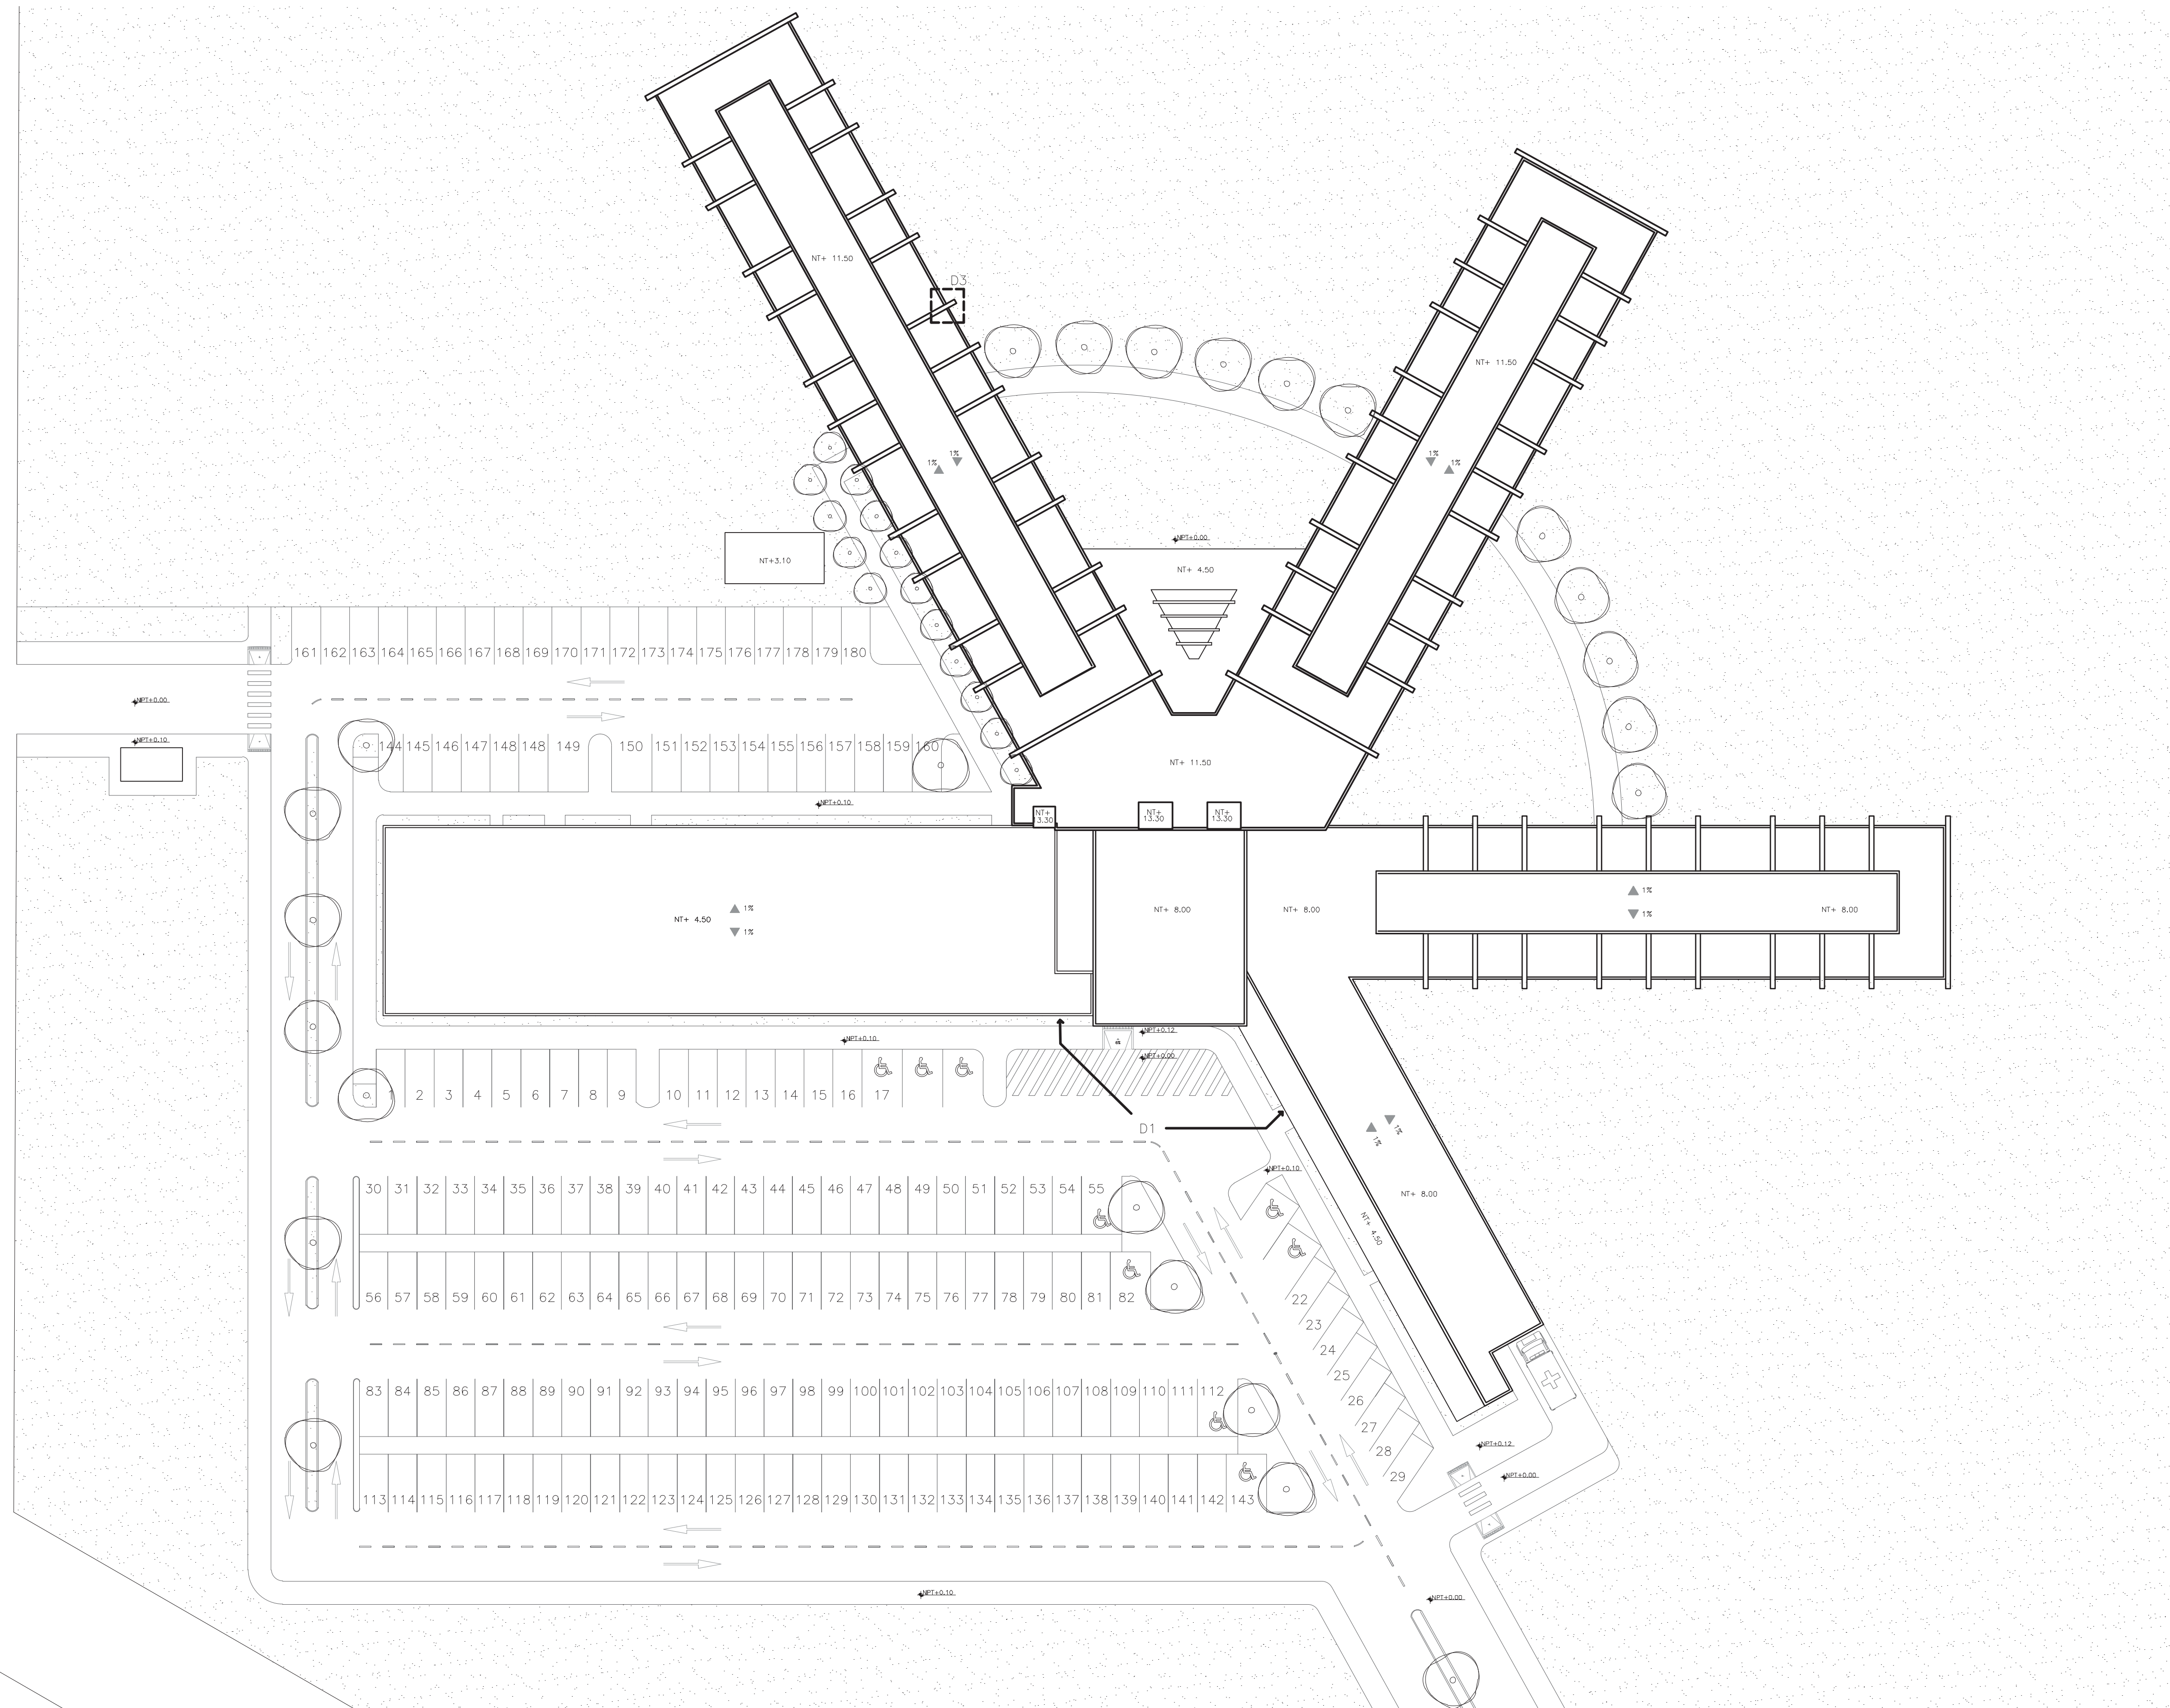 D3
NT+ 11.50
NT+ 11.50
1%
1%
1%
1%
NPT+0.00
NT+3.10
NT+ 4.50
161 162 163 164 165 166 167 168 169 170 171 172 173 174 175 176 177 178 179 180
NPT+0.00
NPT+0.10
144 145 146 147 148 148 149 150 151 152 153 154 155 156 157 158 159 160
NT+ 11.50
NPT+0.10
NT+
13.30
NT+
13.30
NT+
13.30
NT+ 4.50
1%
1%
NT+ 8.00
NT+ 8.00
1%
1%
NT+ 8.00
NPT+0.12
NPT+0.10
NPT+0.00
1 2 3 4 5 6 7 8 9 10 11 12 13 14 15 16 17
D1
1%
1%
NPT+0.10
NT+ 8.00
NT+ 4.50
30 31 32 33 34 35 36 37 38 39 40 41 42 43 44 45 46 47 48 49 50 51 52 53 54 55
56 57 58 59 60 61 62 63 64 65 66 67 68 69 70 71 72 73 74 75 76 77 78 79 80 81 82
22
23
24
25
26
27
28
29
83 84 85 86 87 88 89 90 91 92 93 94 95 96 97 98 99 100 101 102 103 104 105 106 107 108 109 110 111 112
NPT+0.12
NPT+0.00
113 114 115 116 117 118 119 120 121 122 123 124 125 126 127 128 129 130 131 132 133 134 135 136 137 138 139 140 141 142 143
NPT+0.10
NPT+0.00